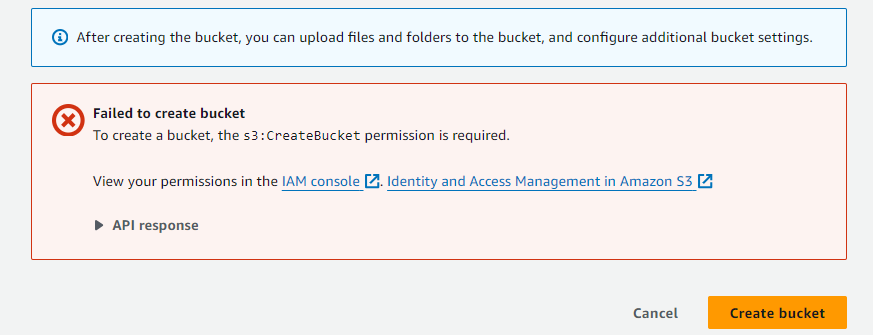 After creating the bucket, you can upload files and folders to the bucket, and configure additional bucket settings.
Failed to create bucket
To create a bucket, the s3:CreateBucket permission is required.
View your permissions in the IAM console. Identity and Access Management in Amazon S3
API response
Cancel Create bucket